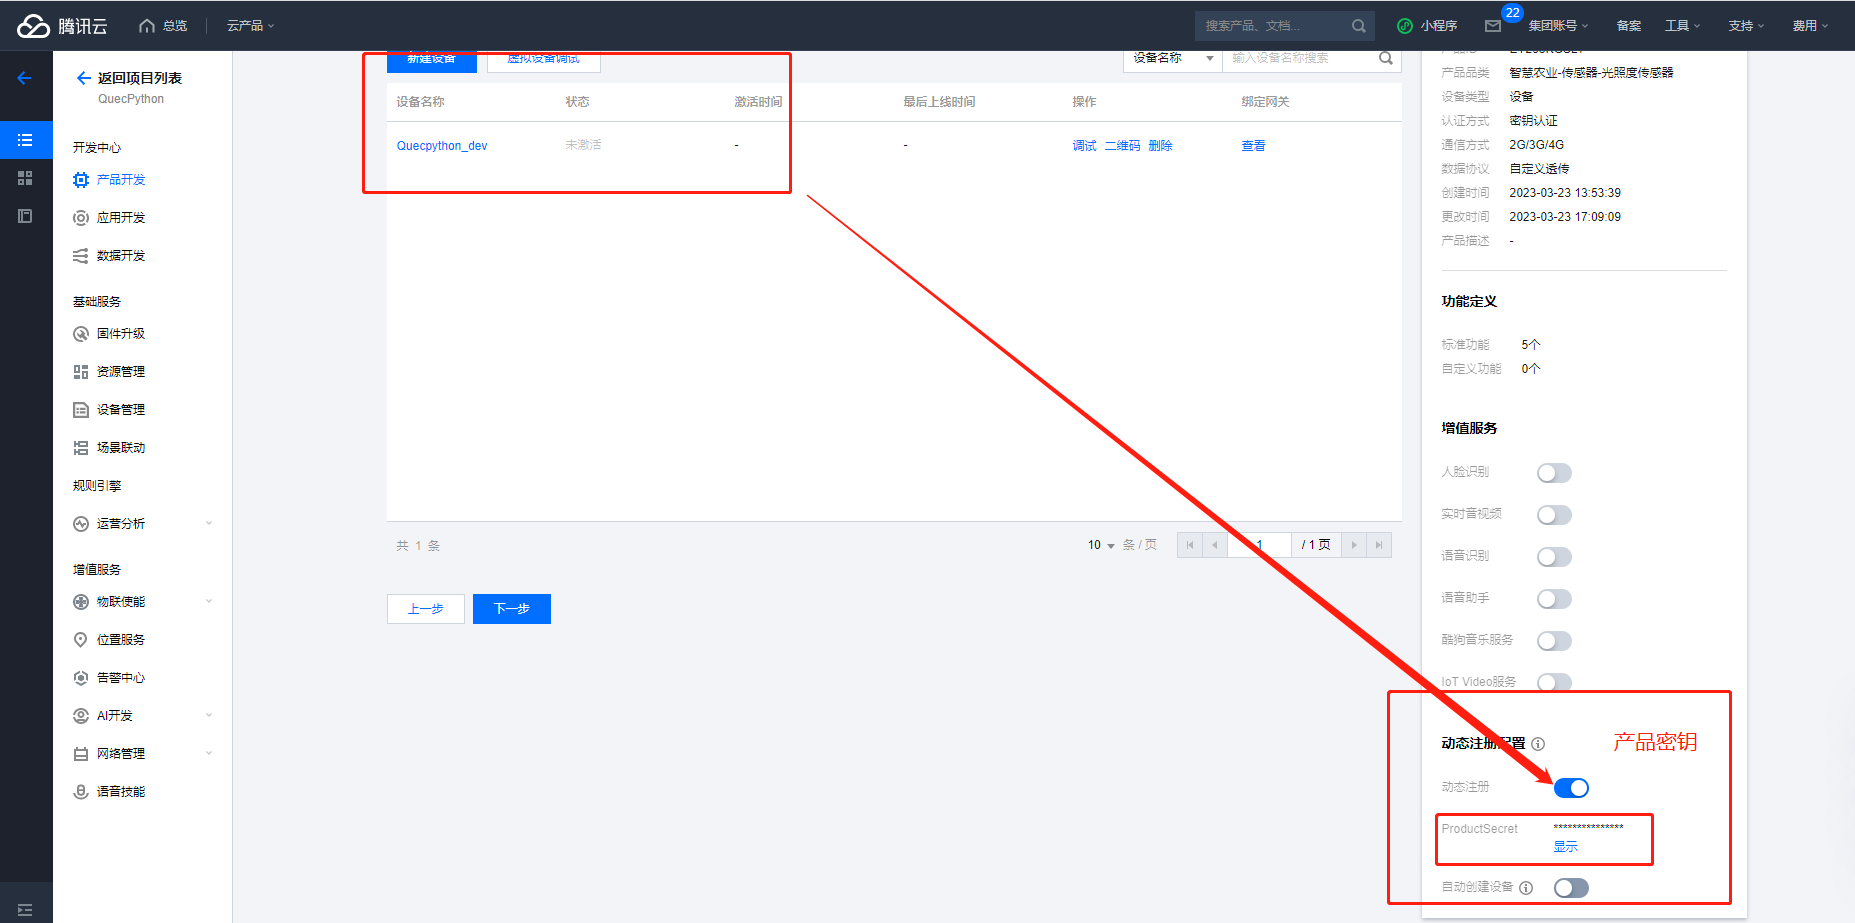 腾讯云
总览
云产品
搜索产品、文档...
小程序
22
集团账号
备案
工具
支持
费用
返回项目列表
QuecPython
开发中心
产品开发
应用开发
数据开发
基础服务
固件升级
资源管理
设备管理
场景联动
规则引擎
运营分析
增值服务
物联使能
位置服务
告警中心
AI开发
网络管理
语音技能
新建设备
虚拟设备调试
设备名称
输入设备名称搜索
设备名称 状态 激活时间 最后上线时间 操作 绑定网关
Quecpython_dev 未激活 - - 调试 二维码 删除 查看
共 1 条
10 条 / 页
1 / 1 页
上一步
下一步
产品品类 智慧农业-传感器-光照度传感器
设备类型 设备
认证方式 密钥认证
通信方式 2G/3G/4G
数据协议 自定义透传
创建时间 2023-03-23 13:53:39
更改时间 2023-03-23 17:09:09
产品描述 -
功能定义
标准功能 5个
自定义功能 0个
增值服务
人脸识别
实时音视频
语音识别
语音助手
酷狗音乐服务
IoT Video服务
动态注册配置
产品密钥
动态注册
ProductSecret ***************
显示
自动创建设备